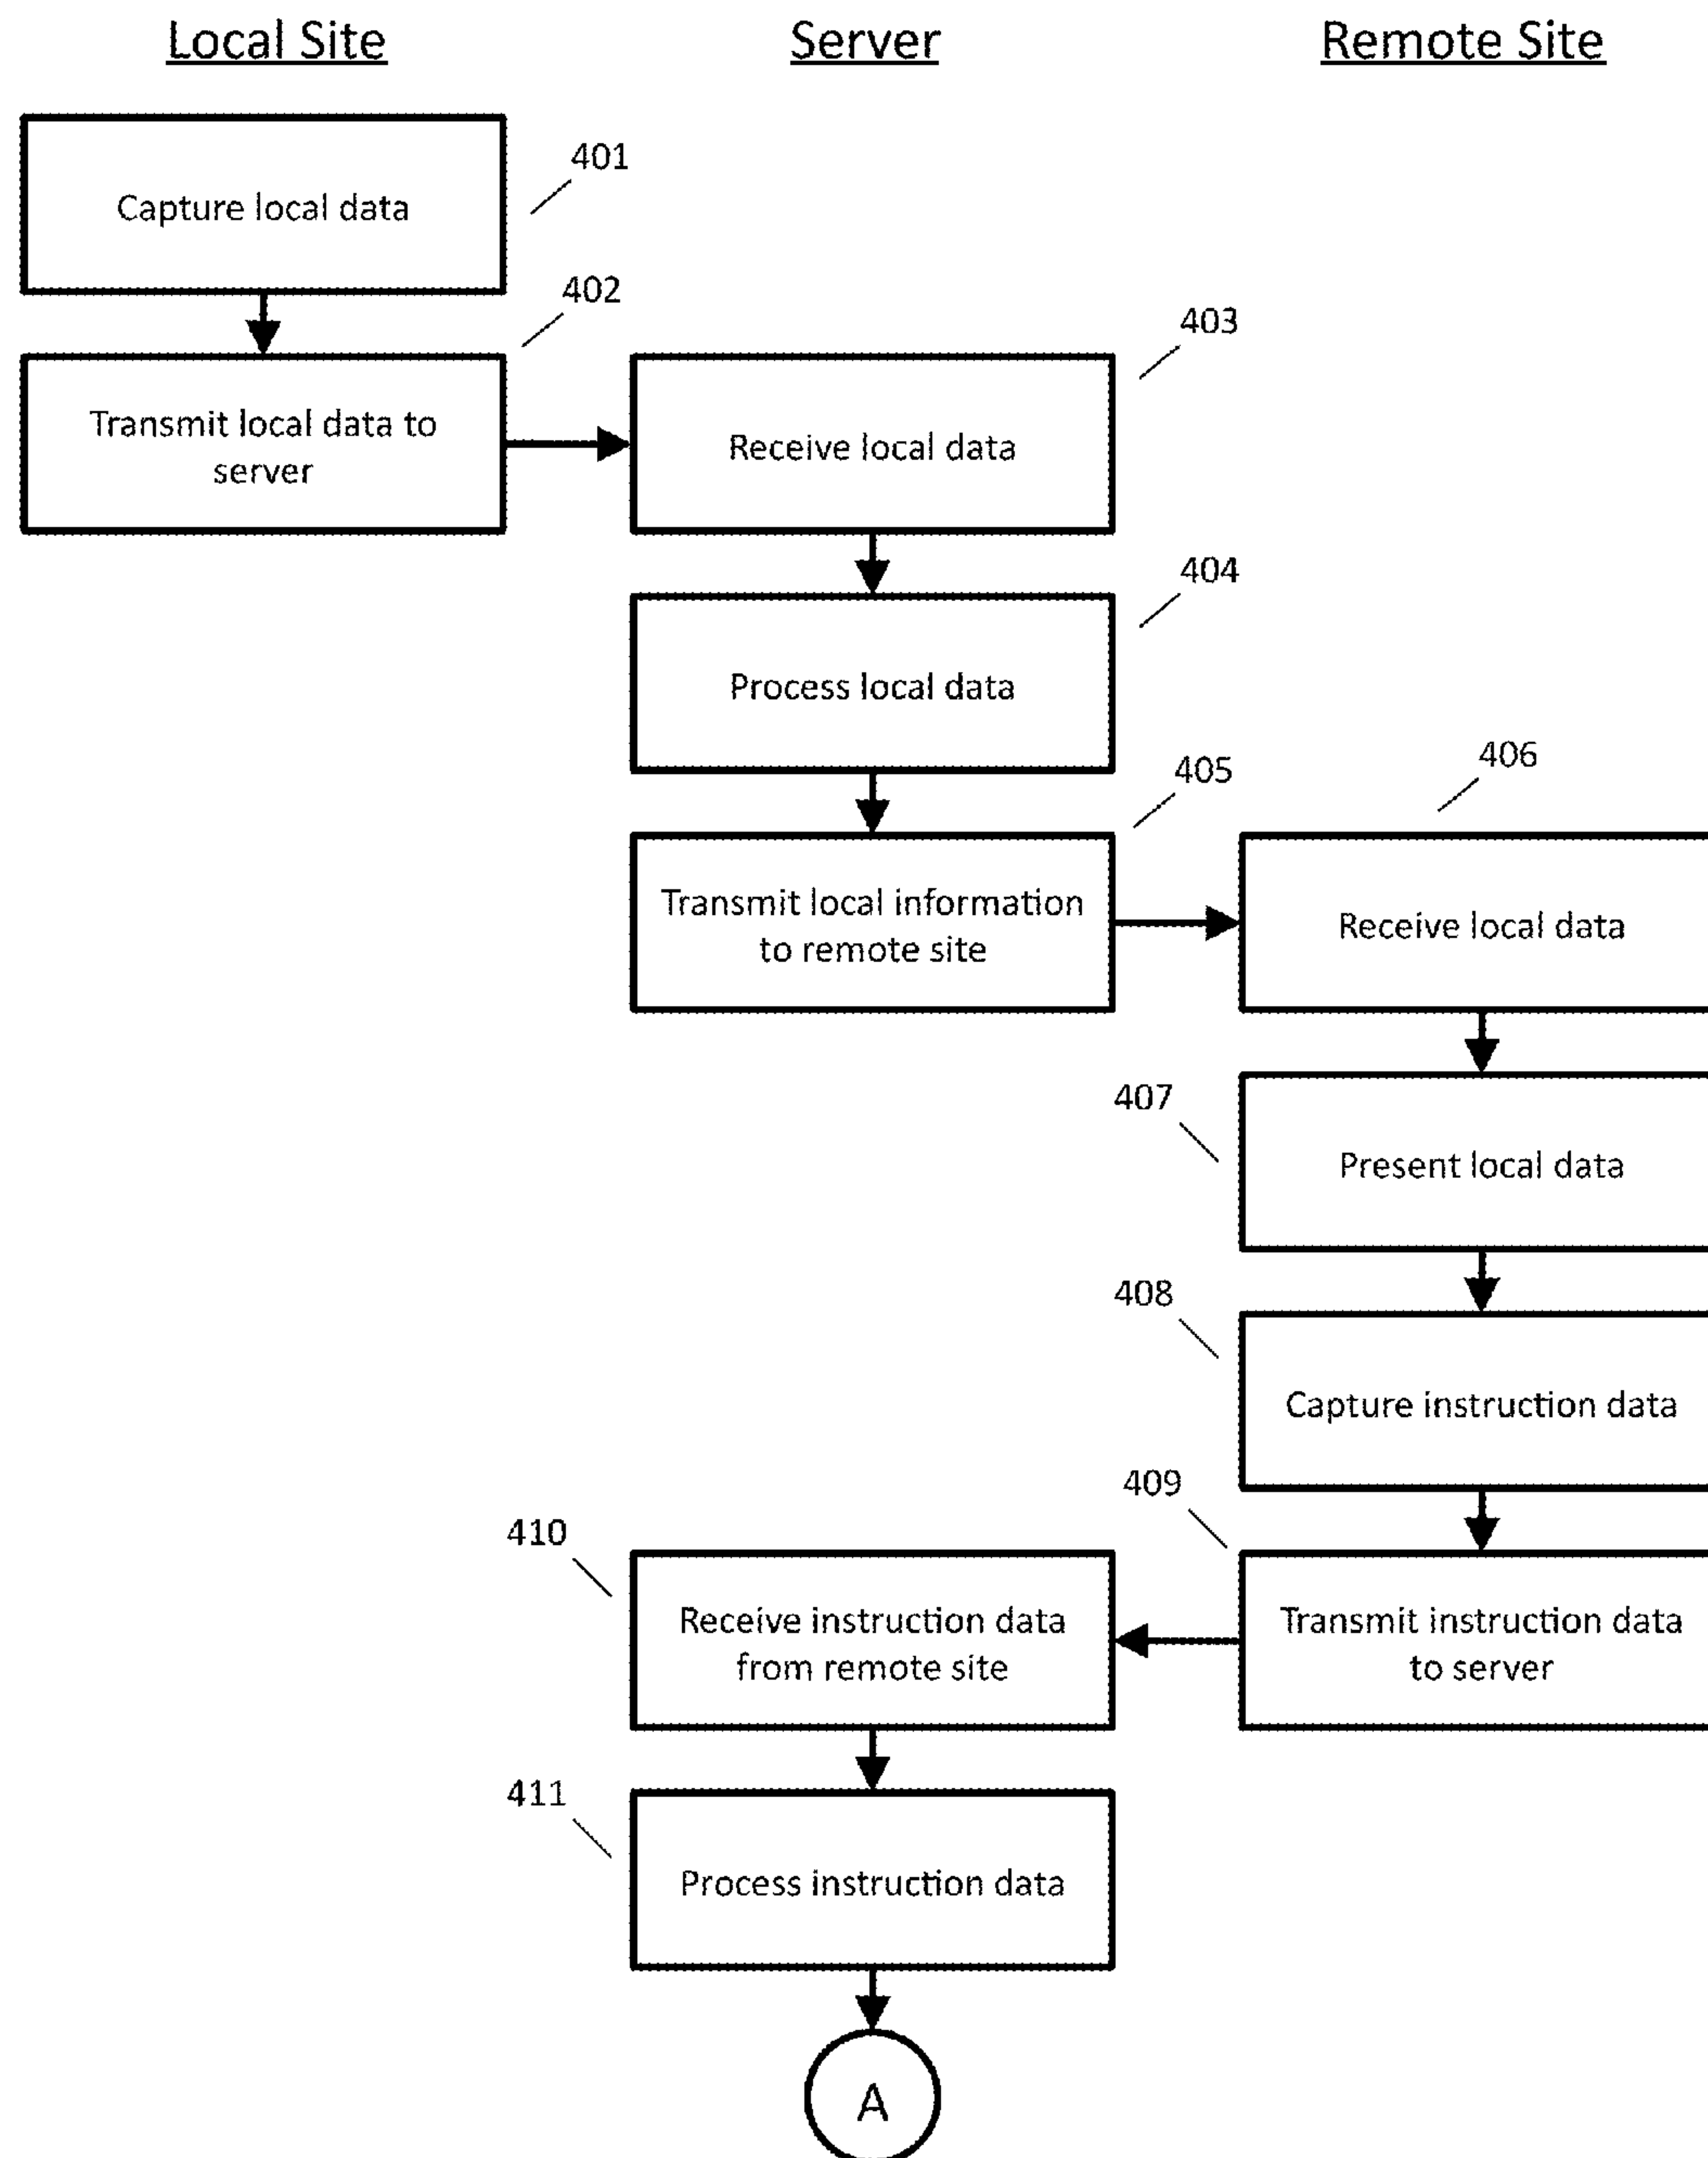 Local Site
Server
Remote Site
401
Capture local data
402
403
Transmit local data to
server
Receive local data
404
Process local data
405
406
Transmit local information
to remote site
Receive local data
407
Present local data
408
Capture instruction data
409
410
Receive instruction data
from remote site
Transmit instruction data
to server
411
Process instruction data
A